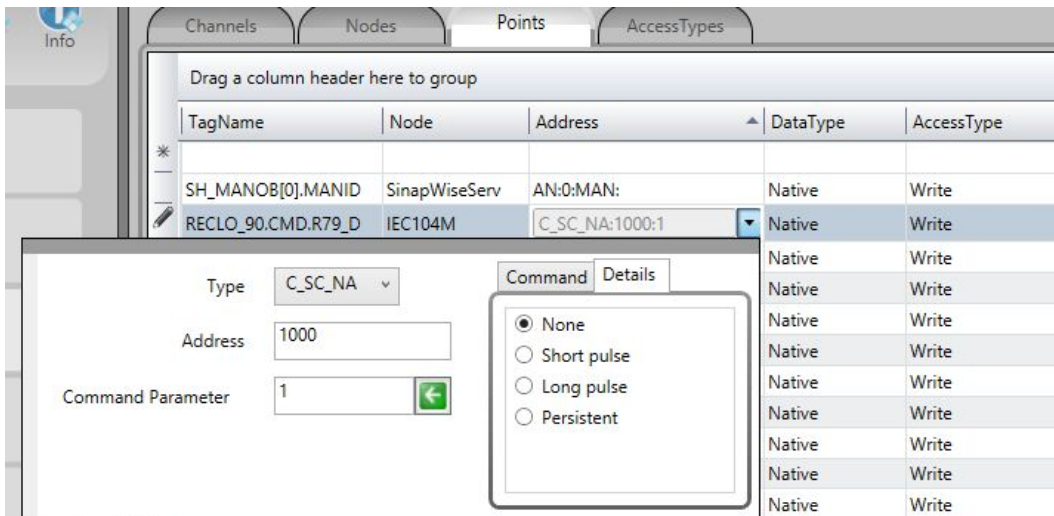 Info
Channels Nodes Points AccessTypes
Drag a column header here to group
TagName Node Address DataType AccessType
SH_MANOB[0].MANID SinapWiseServ AN:0:MAN: Native Write
RECLO_90.CMD.R79_D IEC104M C_SC_NA:1000:1 Native Write
Native Write
Native Write
Native Write
Native Write
Native Write
Native Write
Native Write
Native Write
Native Write
Type C_SC_NA
Address 1000
Command Parameter 1
Command Details
None
Short pulse
Long pulse
Persistent